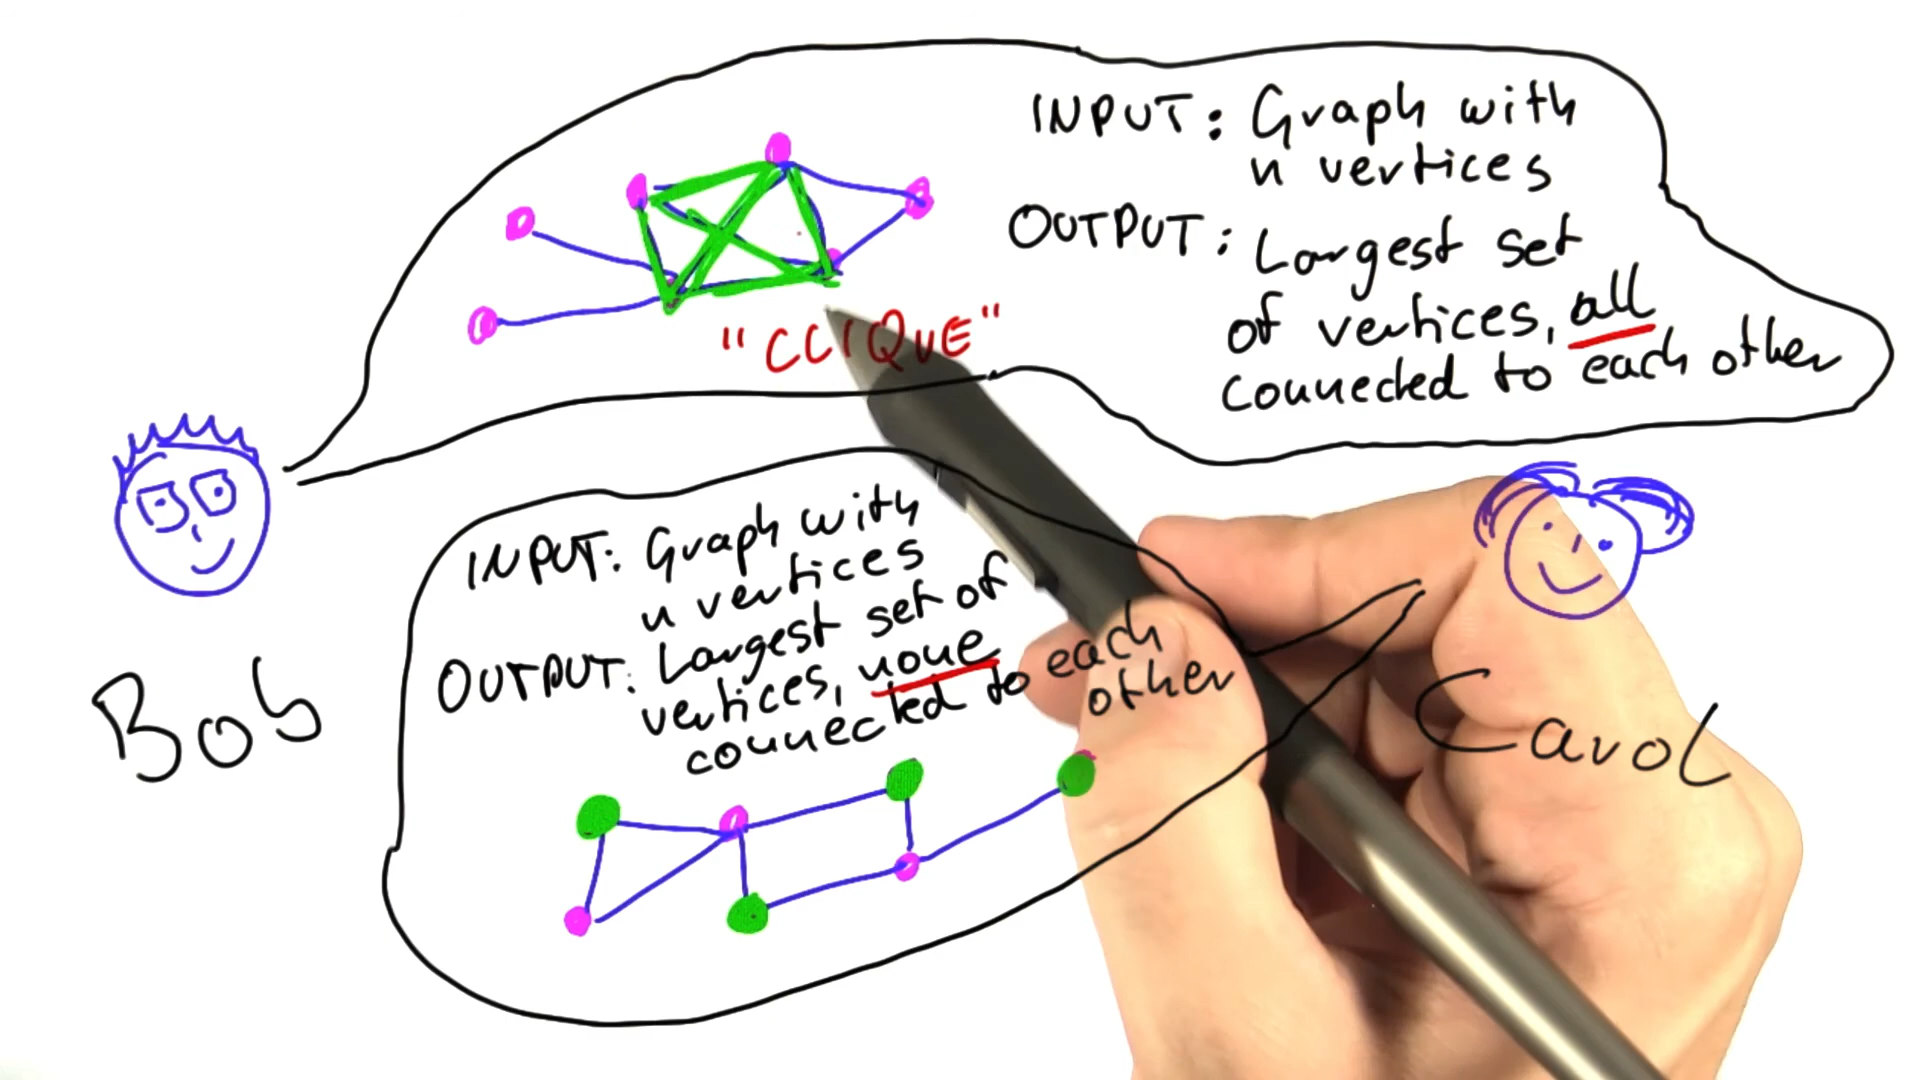 INPUT: Graph with
n vertices
OUTPUT: Largest set
of vertices, all
connected to each other
"CLIQUE"
INPUT: Graph with
n vertices
OUTPUT: Largest set of
vertices, none
connected to each
other
Bob
Carol